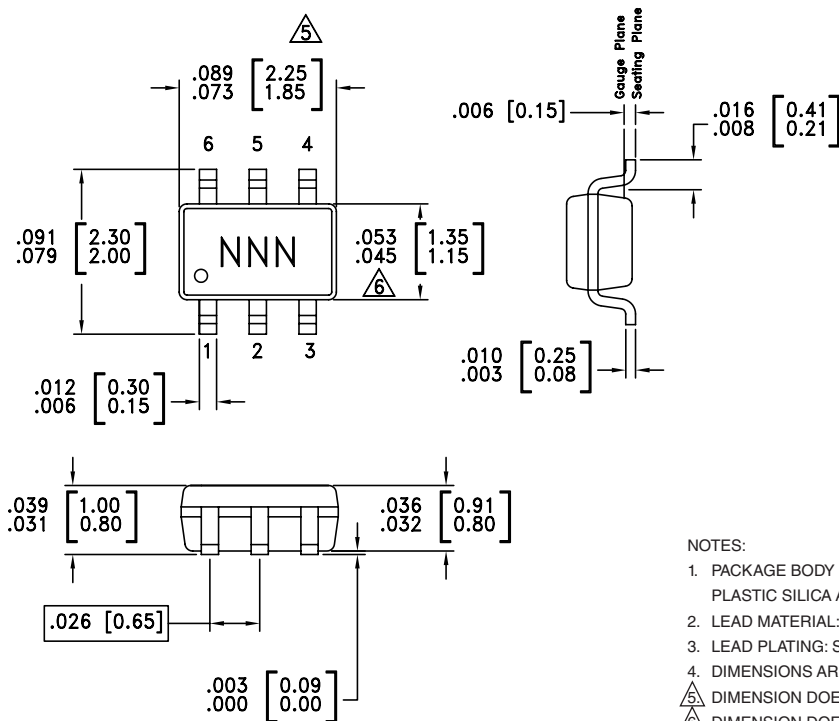 5
.089 [2.25]
.073 [1.85]
6 5 4
.091 [2.30]
.079 [2.00]
NNN
.053 [1.35]
.045 [1.15]
6
1 2 3
.012 [0.30]
.006 [0.15]
Gauge Plane
Seating Plane
.006 [0.15]
.016 [0.41]
.008 [0.21]
.010 [0.25]
.003 [0.08]
.039 [1.00]
.031 [0.80]
.036 [0.91]
.032 [0.80]
.026 [0.65]
.003 [0.09]
.000 [0.00]
NOTES:
1. PACKAGE BODY
PLASTIC SILICA
2. LEAD MATERIAL:
3. LEAD PLATING:
4. DIMENSIONS
5. DIMENSION
6. DIMENSION